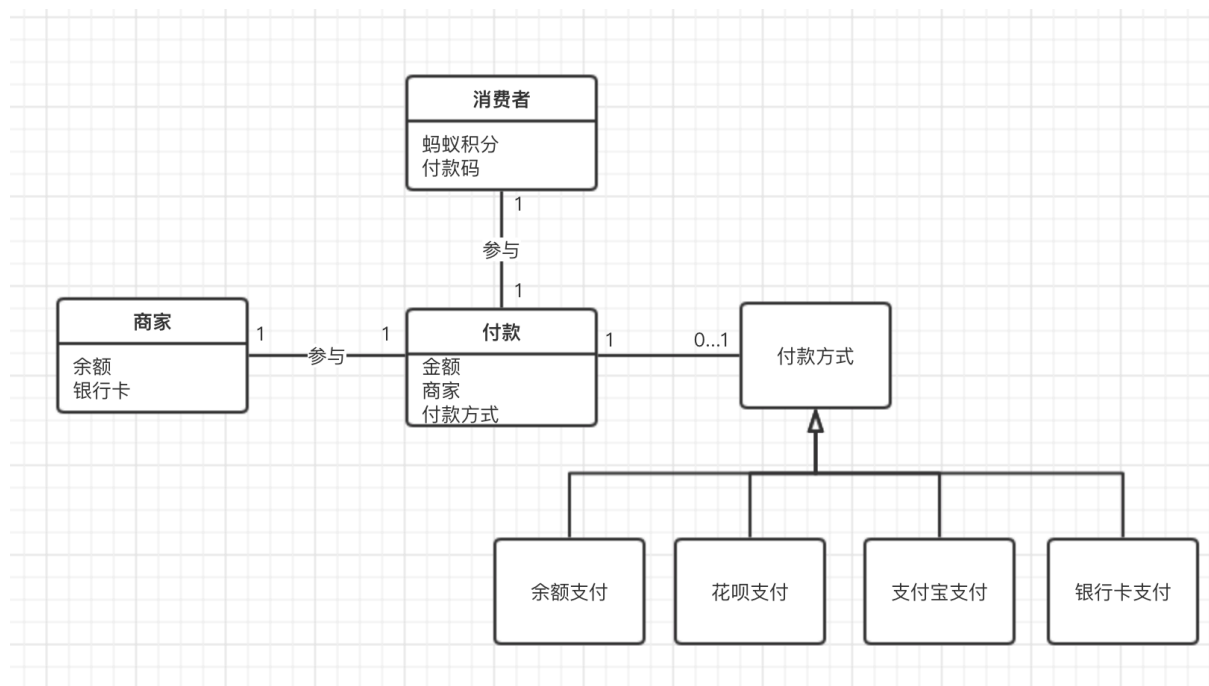 消费者
蚂蚁积分
付款码
1
参与
1
商家
余额
银行卡
1
参与
1
付款
金额
商家
付款方式
1
0...1
付款方式
余额支付
花呗支付
支付宝支付
银行卡支付